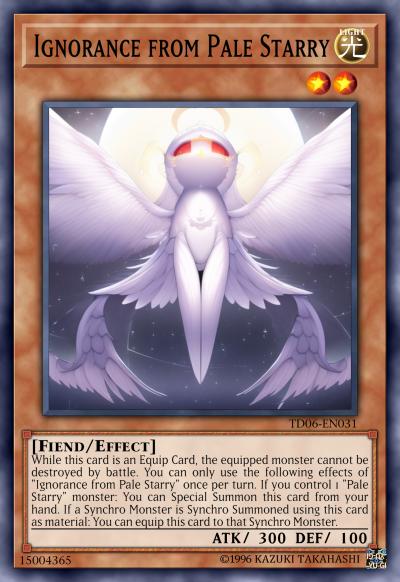 IGNORANCE FROM PALE STARRY
LIGHT
光
TD06-EN031
[FIEND/EFFECT]
While this card is an Equip Card, the equipped monster cannot be
destroyed by battle. You can only use the following effects of
"Ignorance from Pale Starry" once per turn. If you control 1 "Pale
Starry" monster: You can Special Summon this card from your
hand. If a Synchro Monster is Synchro Summoned using this card
as material: You can equip this card to that Synchro Monster.
ATK/ 300 DEF/ 100
15004365
©1996 KAZUKI TAKAHASHI